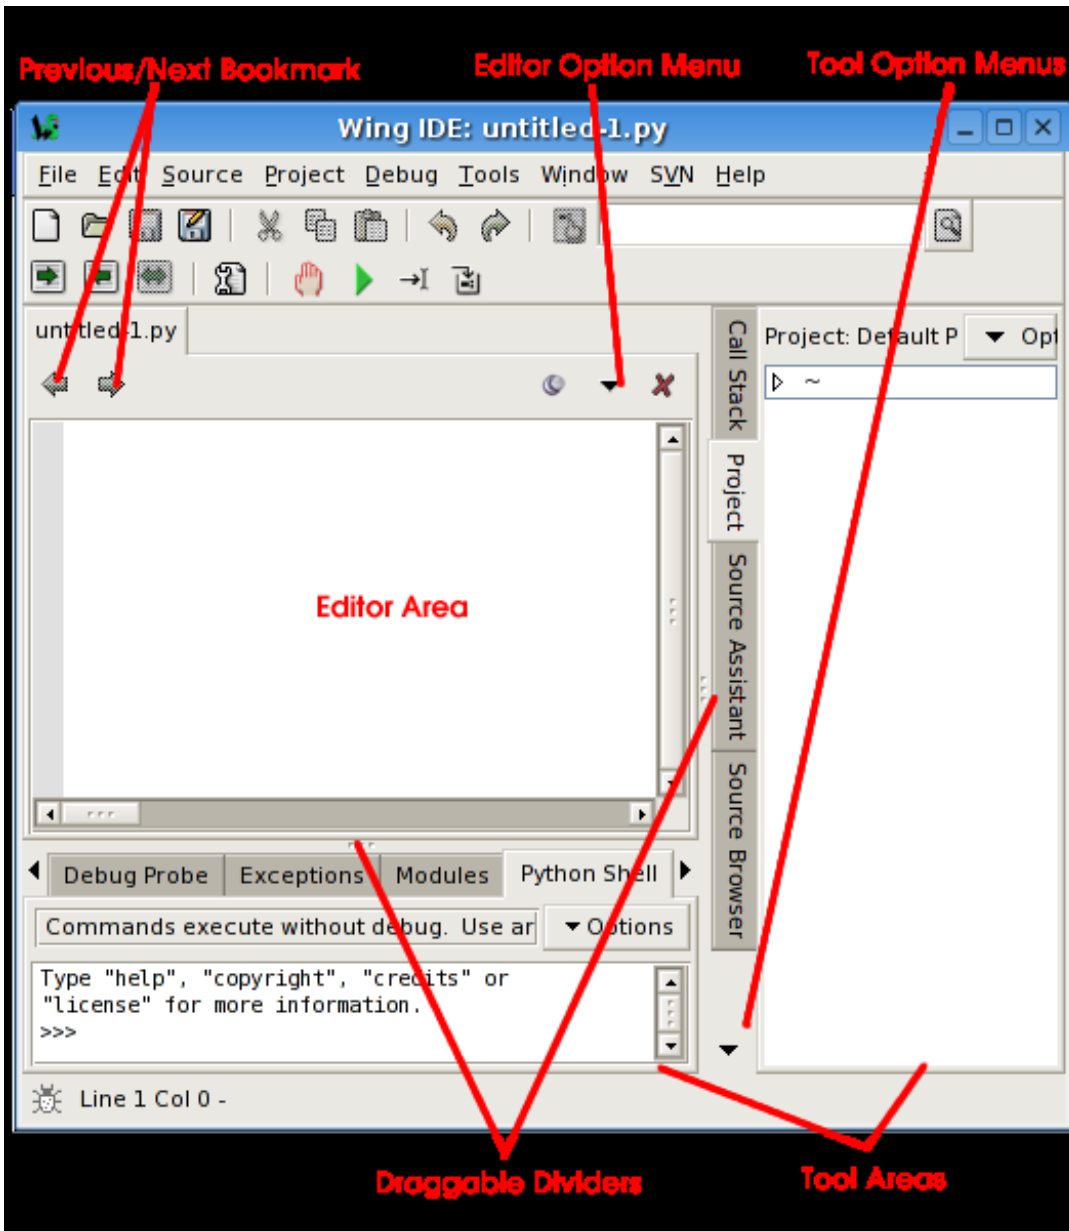 Previous/Next Bookmark Editor Option Menu Tool Option Menus
Wing IDE: untitled-1.py
File Edit Source Project Debug Tools Window SVN Help
untitled-1.py
Project: Default P Opt
~
Call Stack
Project
Source Assistant
Source Browser
Editor Area
Debug Probe Exceptions Modules Python Shell
Commands execute without debug. Use ar Options
Type "help", "copyright", "credits" or
"license" for more information.
>>>
Line 1 Col 0 -
Draggable Dividers Tool Areas